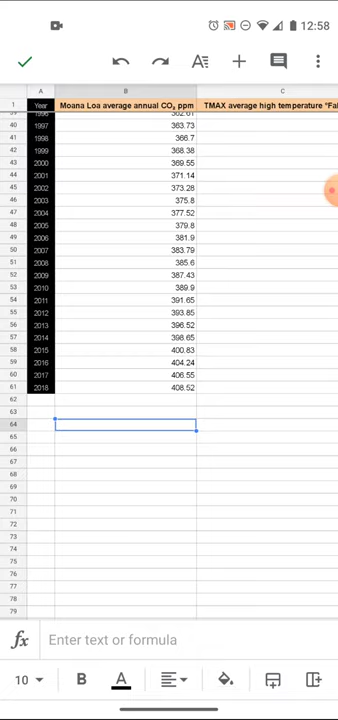 12:58
A B C
1 Year Moana Loa average annual CO₂ ppm TMAX average high temperature °Fa
39 1996 362.61
40 1997 363.73
41 1998 366.7
42 1999 368.38
43 2000 369.55
44 2001 371.14
45 2002 373.28
46 2003 375.8
47 2004 377.52
48 2005 379.8
49 2006 381.9
50 2007 383.79
51 2008 385.6
52 2009 387.43
53 2010 389.9
54 2011 391.65
55 2012 393.85
56 2013 396.52
57 2014 398.65
58 2015 400.83
59 2016 404.24
60 2017 406.55
61 2018 408.52
62
63
64
65
66
67
68
69
70
71
72
73
74
75
76
77
78
79
fx Enter text or formula
10 B A